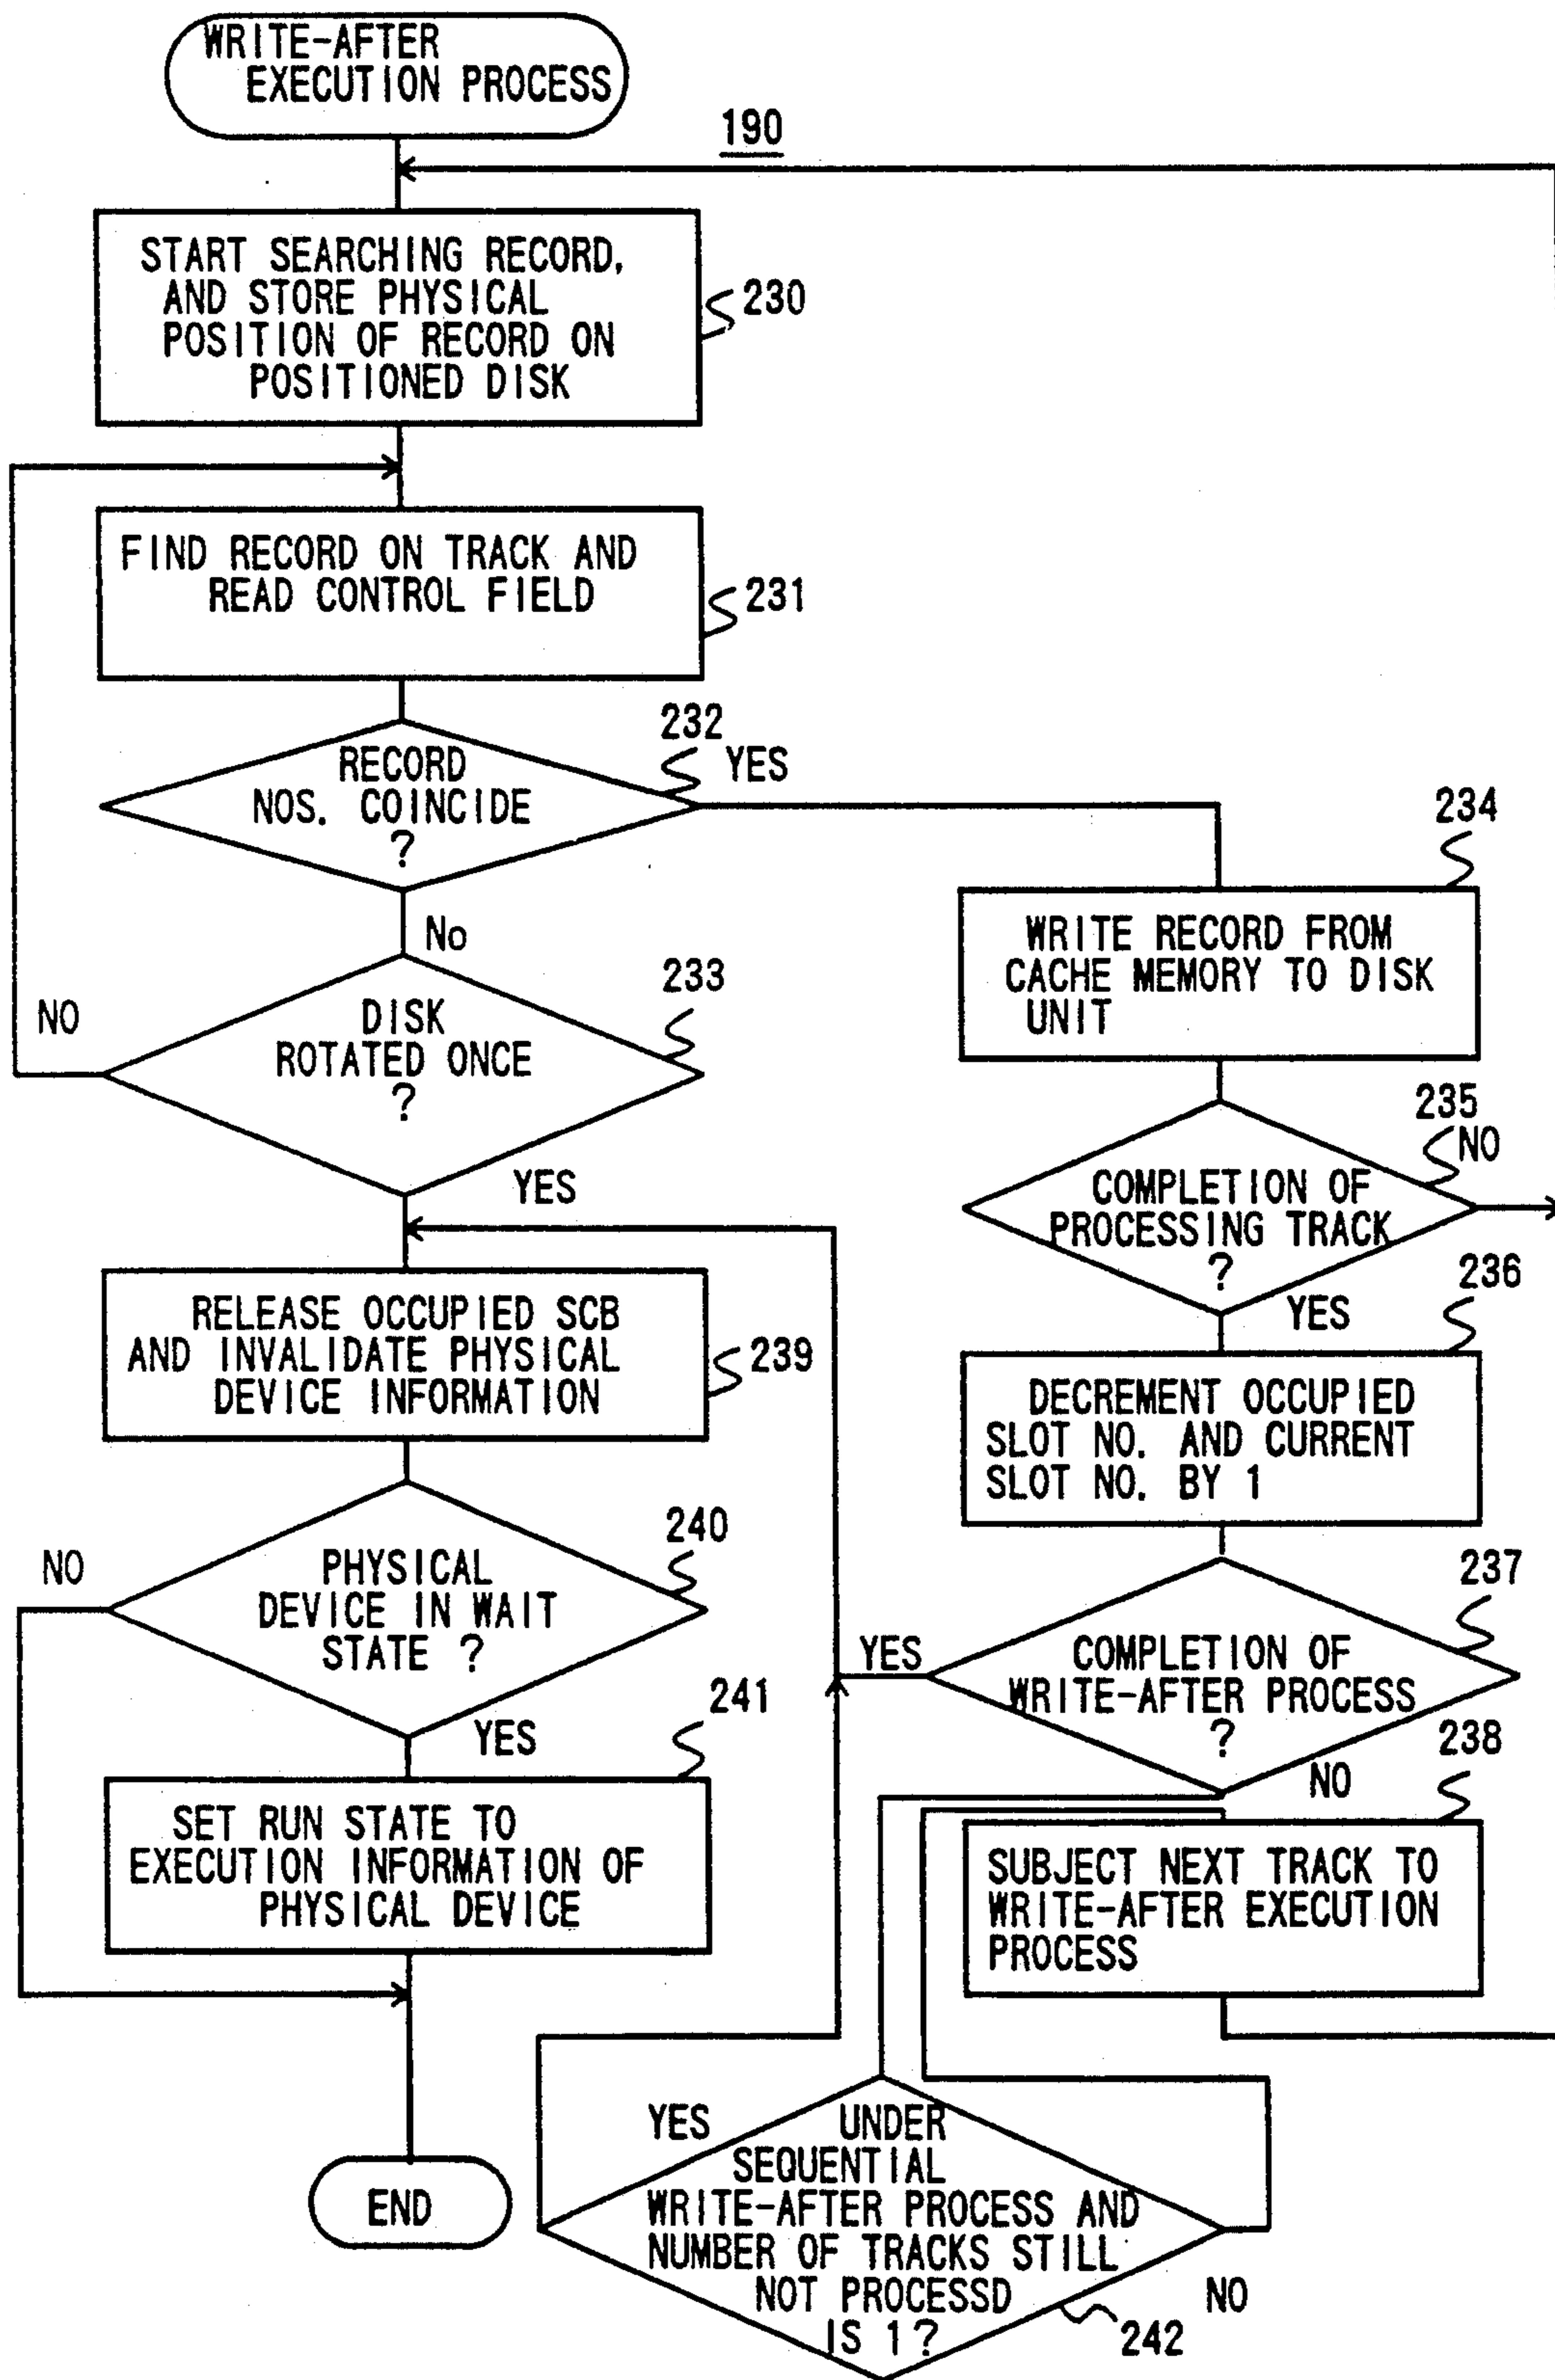 WRITE-AFTER
EXECUTION PROCESS
190
START SEARCHING RECORD,
AND STORE PHYSICAL
POSITION OF RECORD ON
POSITIONED DISK
230
FIND RECORD ON TRACK AND
READ CONTROL FIELD
231
232
RECORD
NOS. COINCIDE
?
YES
No
233
DISK
ROTATED ONCE
?
NO
YES
234
WRITE RECORD FROM
CACHE MEMORY TO DISK
UNIT
235
NO
COMPLETION OF
PROCESSING TRACK
?
YES
236
DECREMENT OCCUPIED
SLOT NO. AND CURRENT
SLOT NO. BY 1
237
COMPLETION OF
WRITE-AFTER PROCESS
?
YES
NO
238
SUBJECT NEXT TRACK TO
WRITE-AFTER EXECUTION
PROCESS
RELEASE OCCUPIED SCB
AND INVALIDATE PHYSICAL
DEVICE INFORMATION
239
240
NO
PHYSICAL
DEVICE IN WAIT
STATE ?
YES
241
SET RUN STATE TO
EXECUTION INFORMATION OF
PHYSICAL DEVICE
END
YES
UNDER
SEQUENTIAL
WRITE-AFTER PROCESS AND
NUMBER OF TRACKS STILL
NOT PROCESSD
IS 1?
NO
242